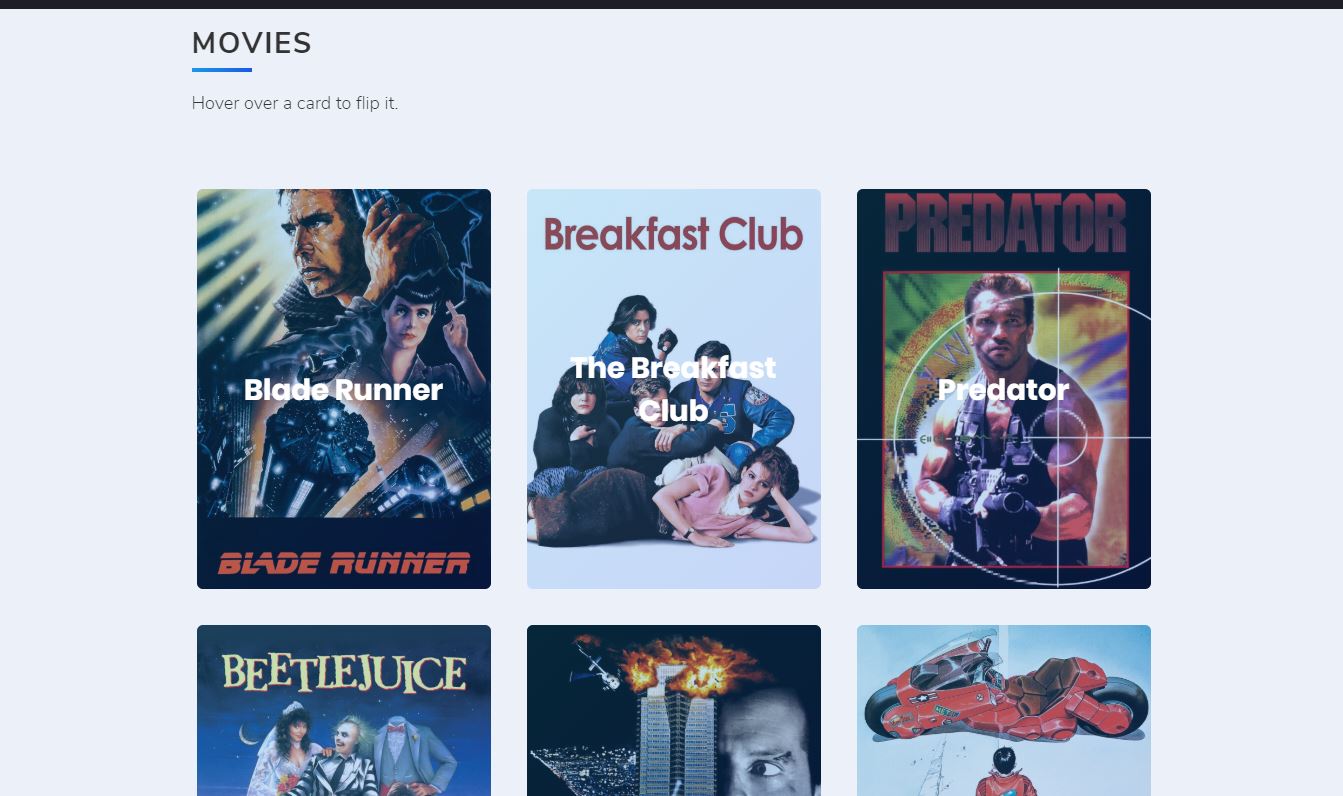 MOVIES
Hover over a card to flip it.
Blade Runner
BLADE RUNNER
Breakfast Club
The Breakfast
Club
PREDATOR
Predator
BEETLEJUICE